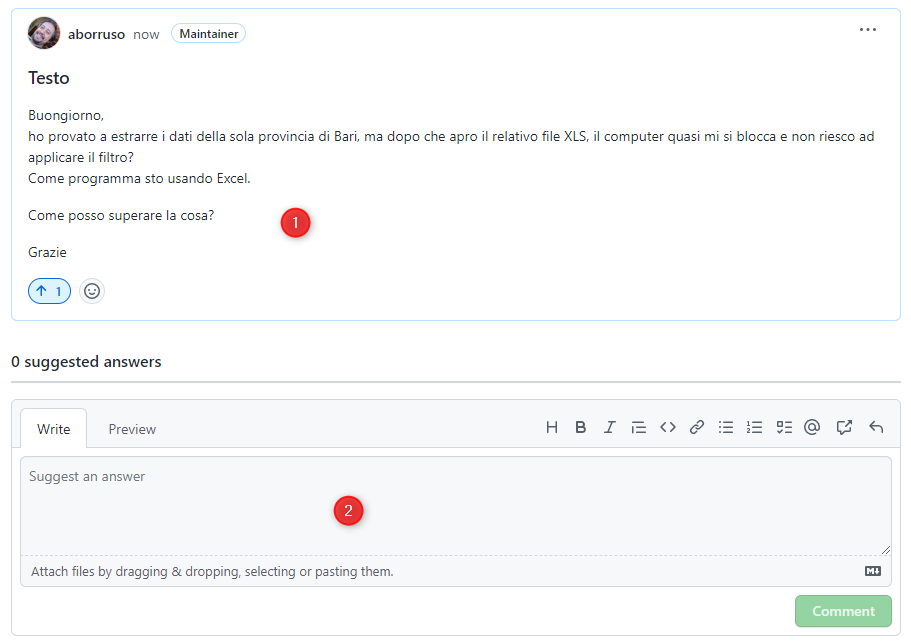 aborruso now Maintainer
Testo
Buongiorno,
ho provato a estrarre i dati della sola provincia di Bari, ma dopo che apro il relativo file XLS, il computer quasi mi si blocca e non riesco ad
applicare il filtro?
Come programma sto usando Excel.
Come posso superare la cosa?
1
Grazie
1
0 suggested answers
Write Preview
Suggest an answer
2
Attach files by dragging & dropping, selecting or pasting them.
Comment